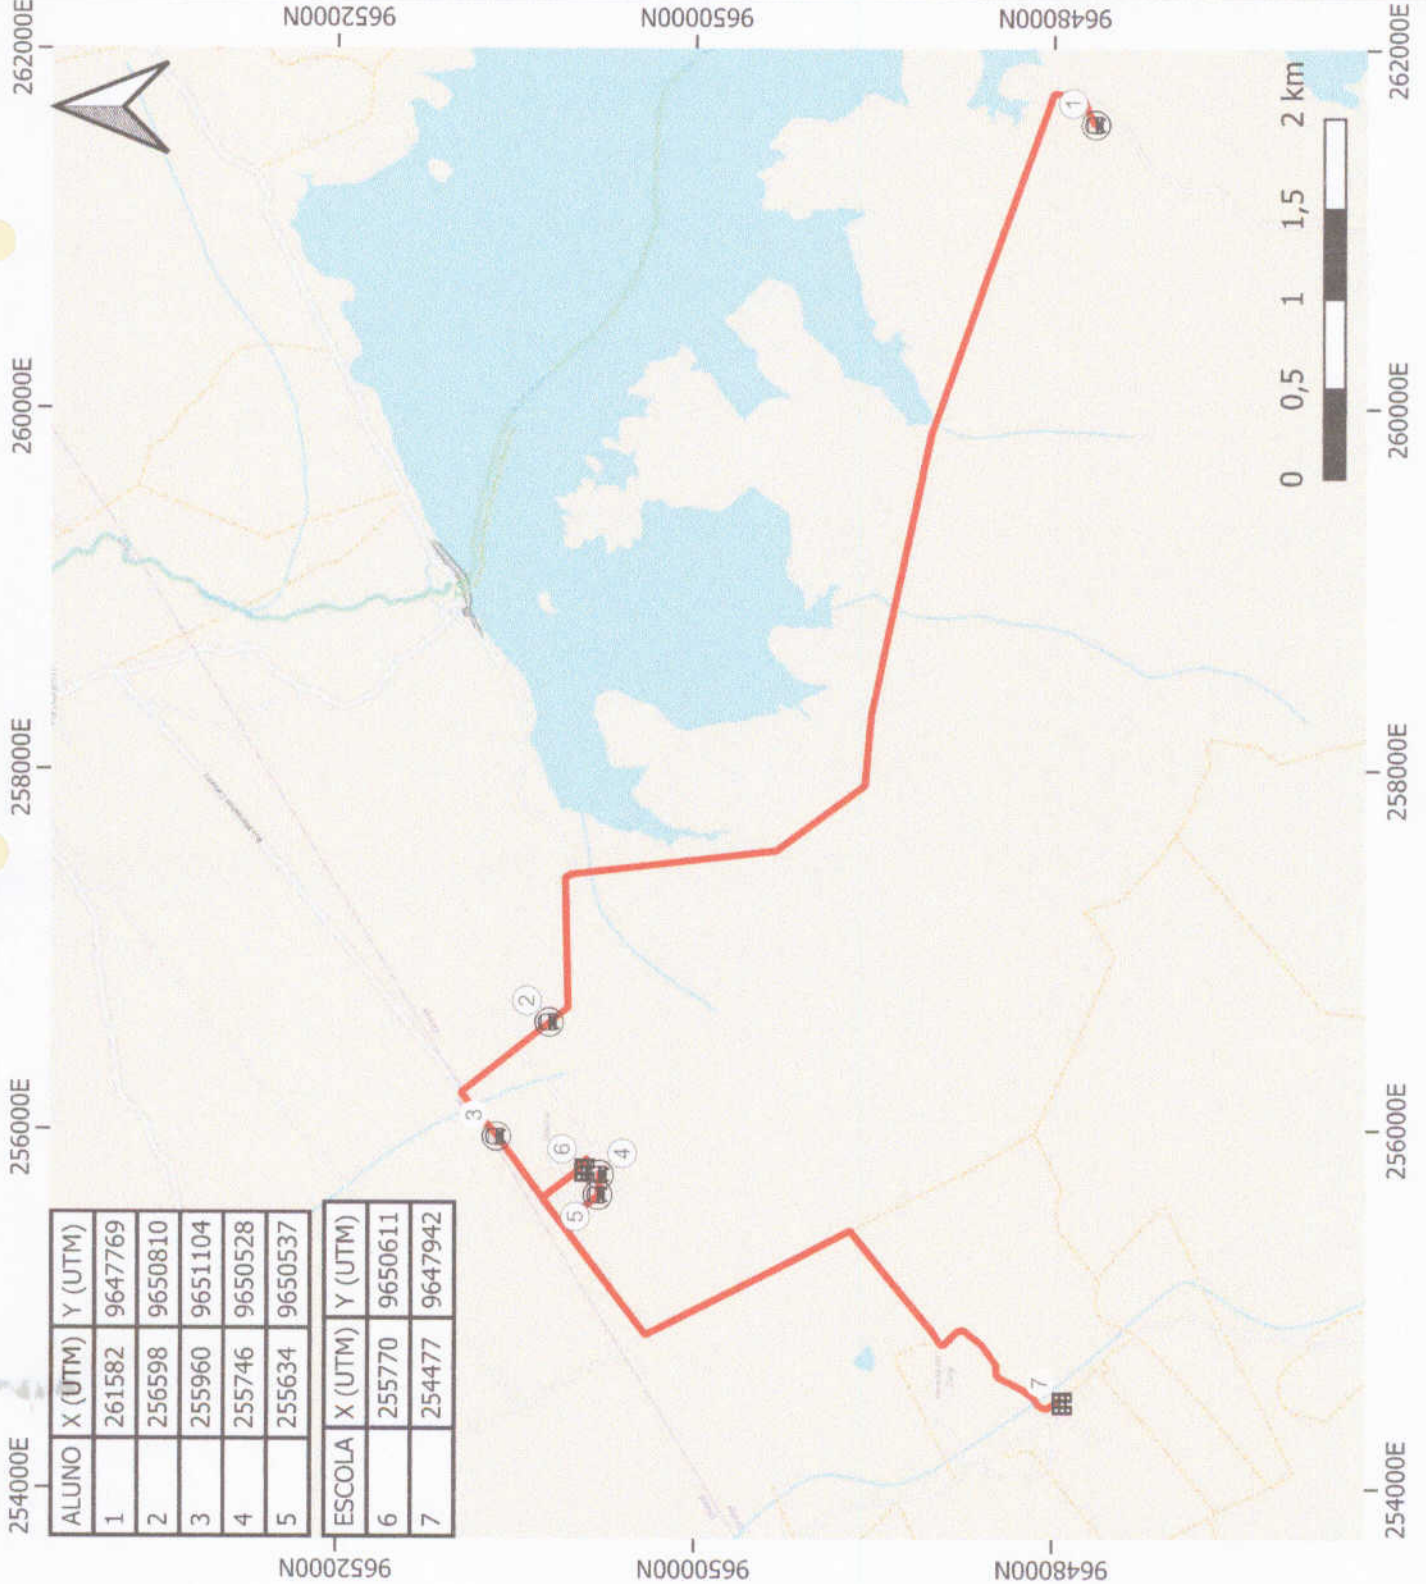 254000E 256000E 258000E 260000E 262000E
9652000N
9650000N
9648000N
ALUNO X (UTM) Y (UTM)
1 261582 9647769
2 256598 9650810
3 255960 9651104
4 255746 9650528
5 255634 9650537
ESCOLA X (UTM) Y (UTM)
6 255770 9650611
7 254477 9647942
3
2
6
5
4
7
1
0 0,5 1 1,5 2 km
9652000N
9650000N
9648000N
254000E 256000E 258000E 260000E 262000E